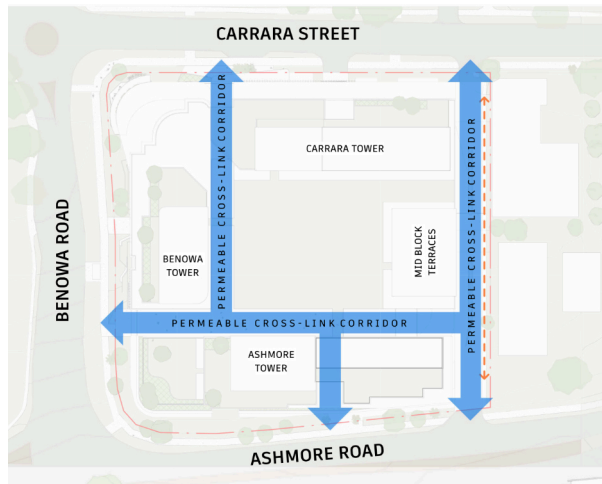 CARRARA STREET
PERMEABLE CROSS-LINK CORRIDOR
PERMEABLE CROSS-LINK CORRIDOR
CARRARA TOWER
BENOWA ROAD
BENOWA
TOWER
MID BLOCK
TERRACES
PERMEABLE CROSS-LINK CORRIDOR
ASHMORE
TOWER
ASHMORE ROAD